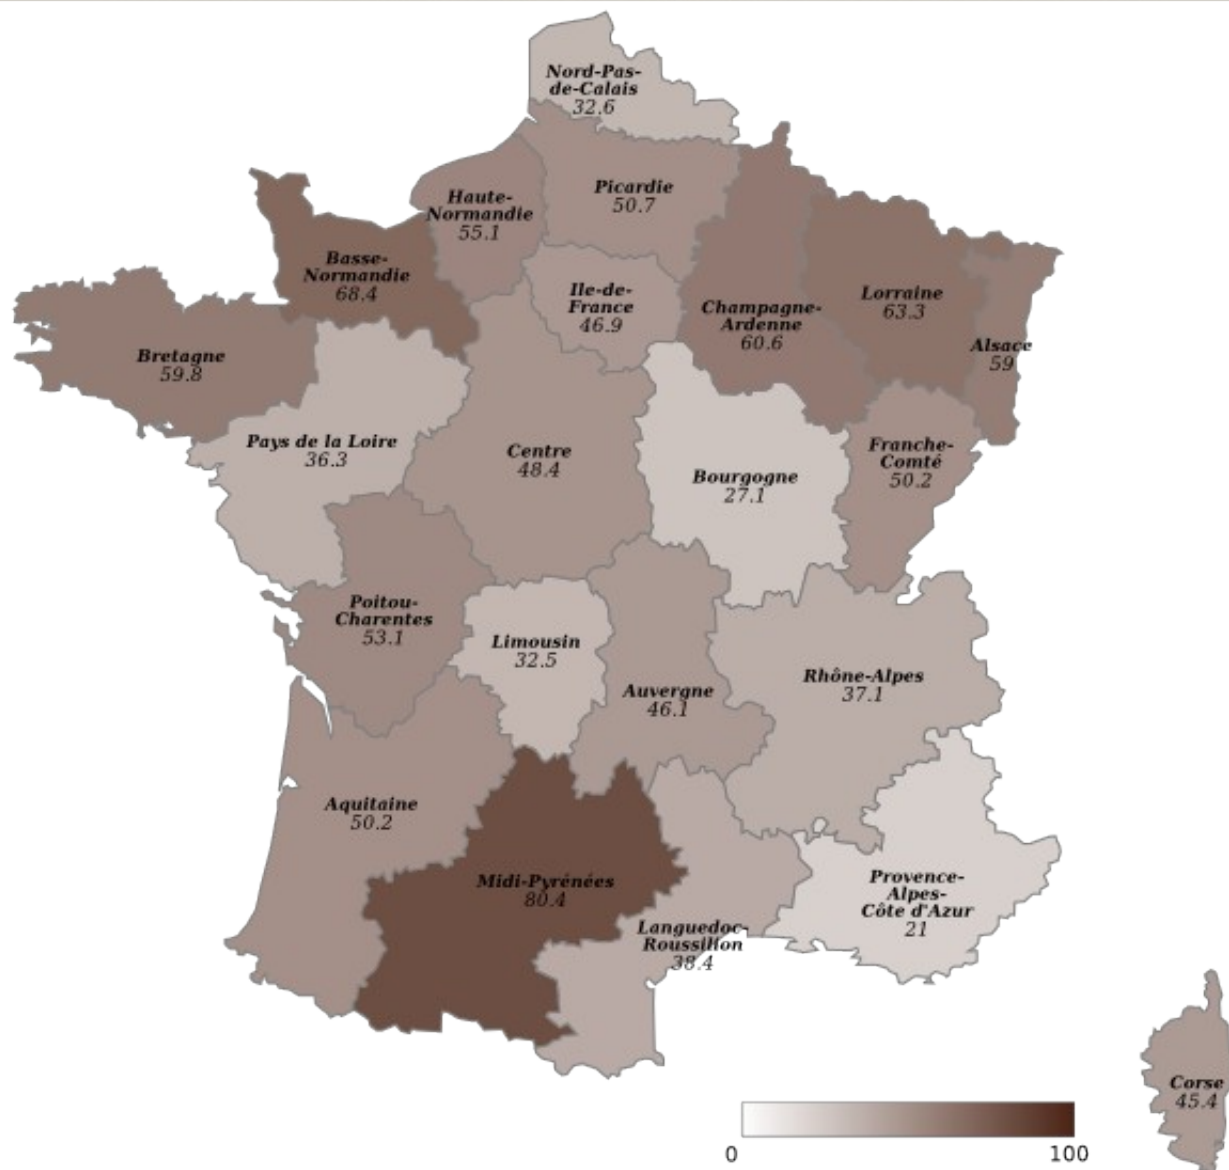 Nord-Pas-
de-Calais
32.6
Picardie
50.7
Haute-
Normandie
55.1
Basse-
Normandie
68.4
Ile-de-
France
46.9
Champagne-
Ardenne
60.6
Lorraine
63.3
Alsace
59
Bretagne
59.8
Pays de la Loire
36.3
Centre
48.4
Bourgogne
27.1
Franche-
Comté
50.2
Poitou-
Charentes
53.1
Limousin
32.5
Auvergne
46.1
Rhône-Alpes
37.1
Aquitaine
50.2
Midi-Pyrénées
80.4
Languedoc-
Roussillon
38.4
Provence-
Alpes-
Côte d'Azur
21
Corse
45.4
0
100